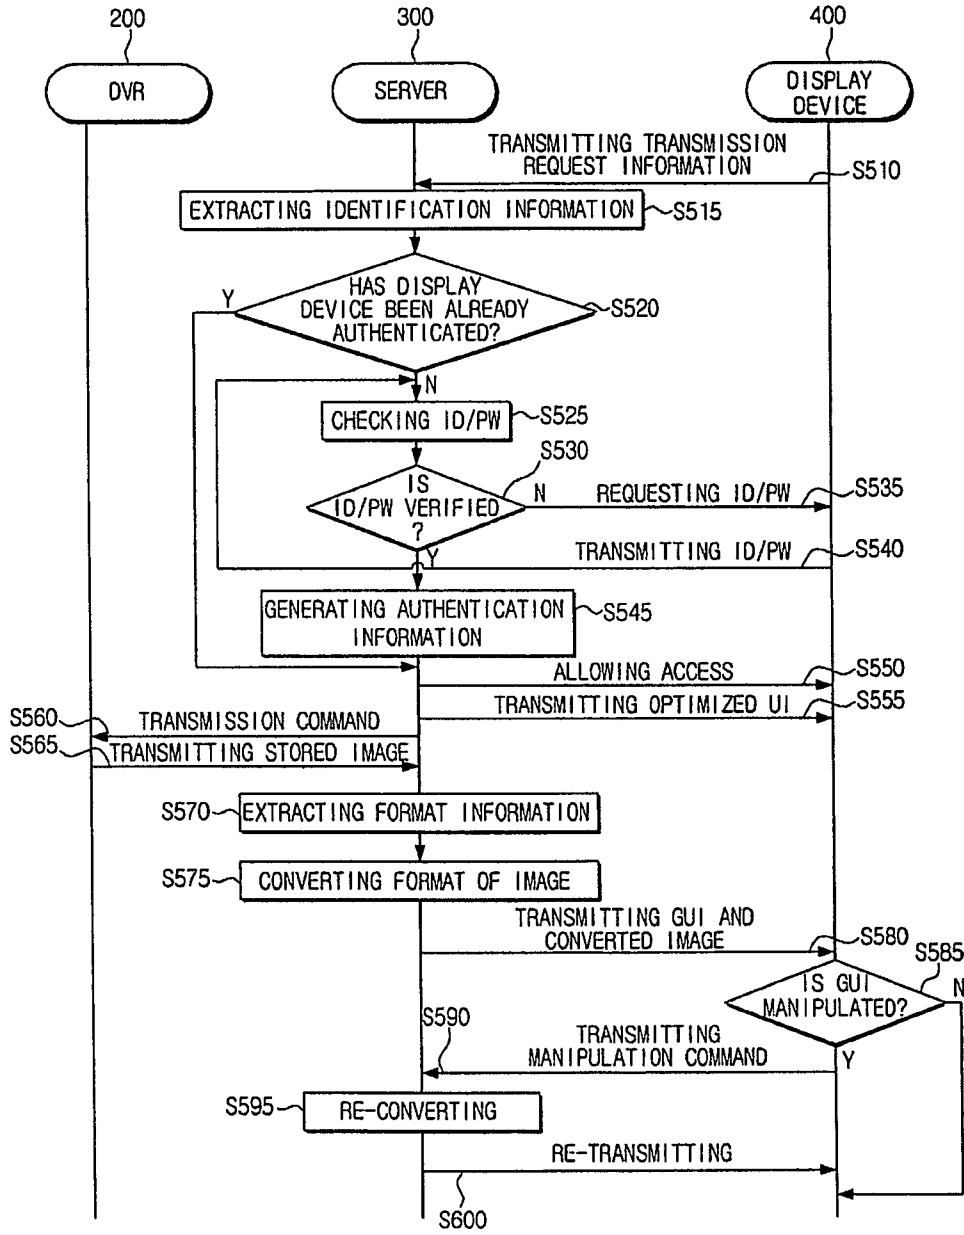 200
300
400
DVR
SERVER
DISPLAY
DEVICE
TRANSMITTING TRANSMISSION
REQUEST INFORMATION
S510
EXTRACTING IDENTIFICATION INFORMATION
S515
HAS DISPLAY
DEVICE BEEN ALREADY
AUTHENTICATED?
Y
S520
N
CHECKING ID/PW
S525
S530
IS
ID/PW VERIFIED
?
N
REQUESTING ID/PW
S535
Y
TRANSMITTING ID/PW
S540
GENERATING AUTHENTICATION
INFORMATION
S545
ALLOWING ACCESS
S550
TRANSMITTING OPTIMIZED UI
S555
S560
TRANSMISSION COMMAND
S565
TRANSMITTING STORED IMAGE
S570
EXTRACTING FORMAT INFORMATION
S575
CONVERTING FORMAT OF IMAGE
TRANSMITTING GUI AND
CONVERTED IMAGE
S580
S585
IS GUI
MANIPULATED?
N
S590
TRANSMITTING
MANIPULATION COMMAND
Y
S595
RE-CONVERTING
RE-TRANSMITTING
S600